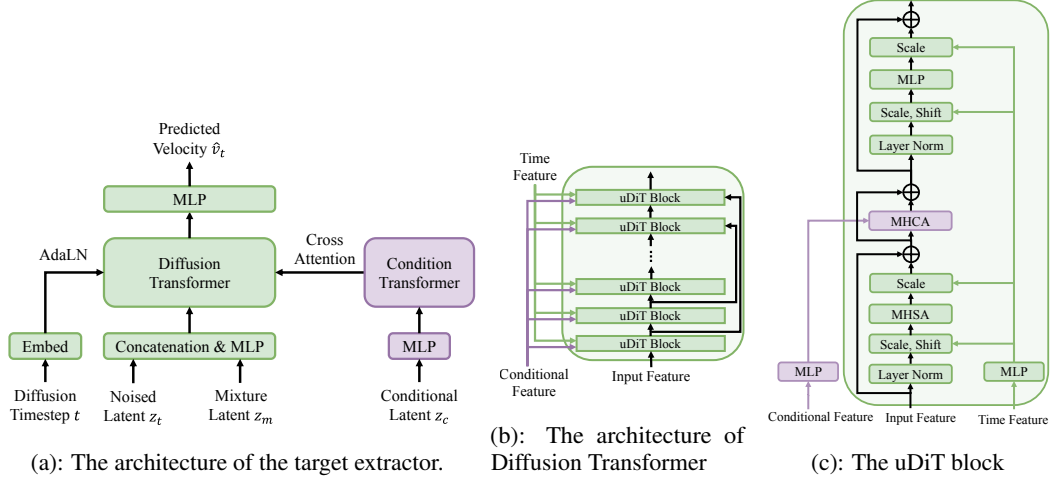 Predicted
Velocity v̂_t
MLP
AdaLN
Diffusion
Transformer
Cross
Attention
Condition
Transformer
Embed
Concatenation & MLP
MLP
Diffusion
Timestep t
Noised
Latent z_t
Mixture
Latent z_m
Conditional
Latent z_c
(a): The architecture of the target extractor.
Time
Feature
uDiT Block
uDiT Block
uDiT Block
uDiT Block
uDiT Block
Conditional
Feature
Input Feature
(b): The architecture of
Diffusion Transformer
Scale
MLP
Scale, Shift
Layer Norm
MHCA
Scale
MHSA
Scale, Shift
MLP
Layer Norm
MLP
Conditional Feature
Input Feature
Time Feature
(c): The uDiT block